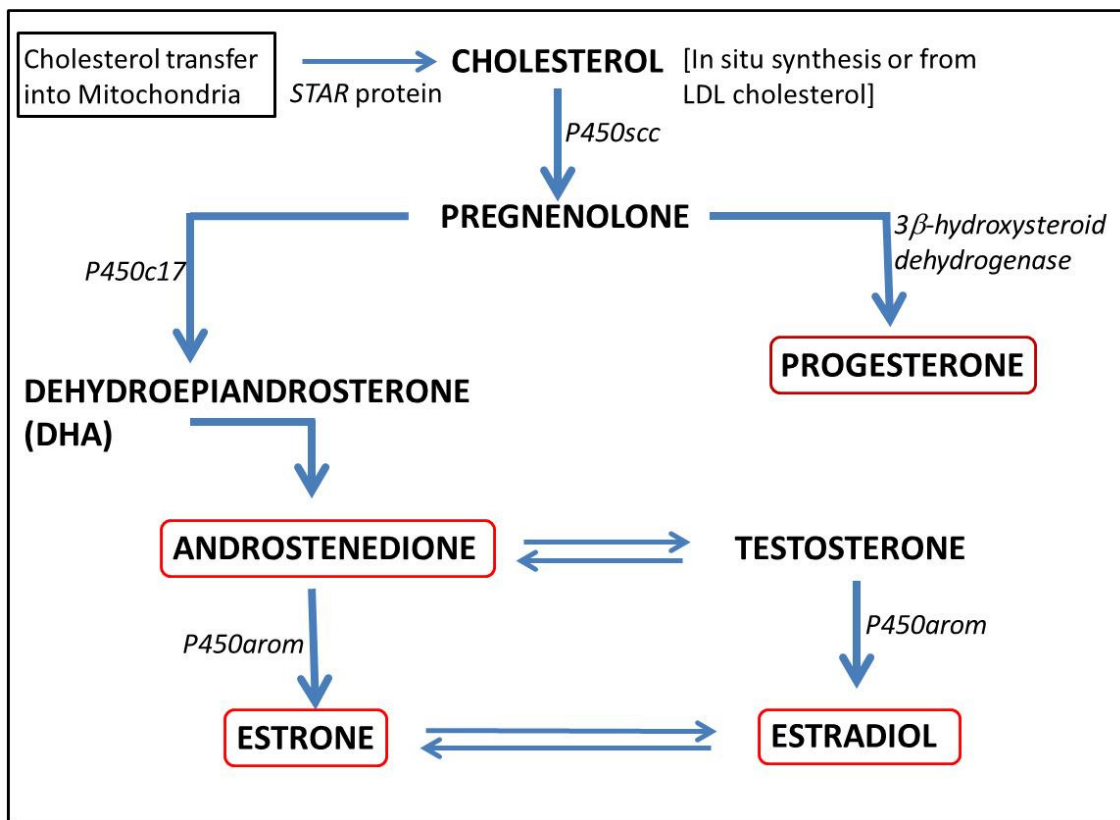 Cholesterol transfer
into Mitochondria
STAR protein
CHOLESTEROL
[In situ synthesis or from
LDL cholesterol]
P450scc
PREGNENOLONE
P450c17
3β-hydroxysteroid
dehydrogenase
PROGESTERONE
DEHYDROEPIANDROSTERONE
(DHA)
ANDROSTENEDIONE
TESTOSTERONE
P450arom
P450arom
ESTRONE
ESTRADIOL